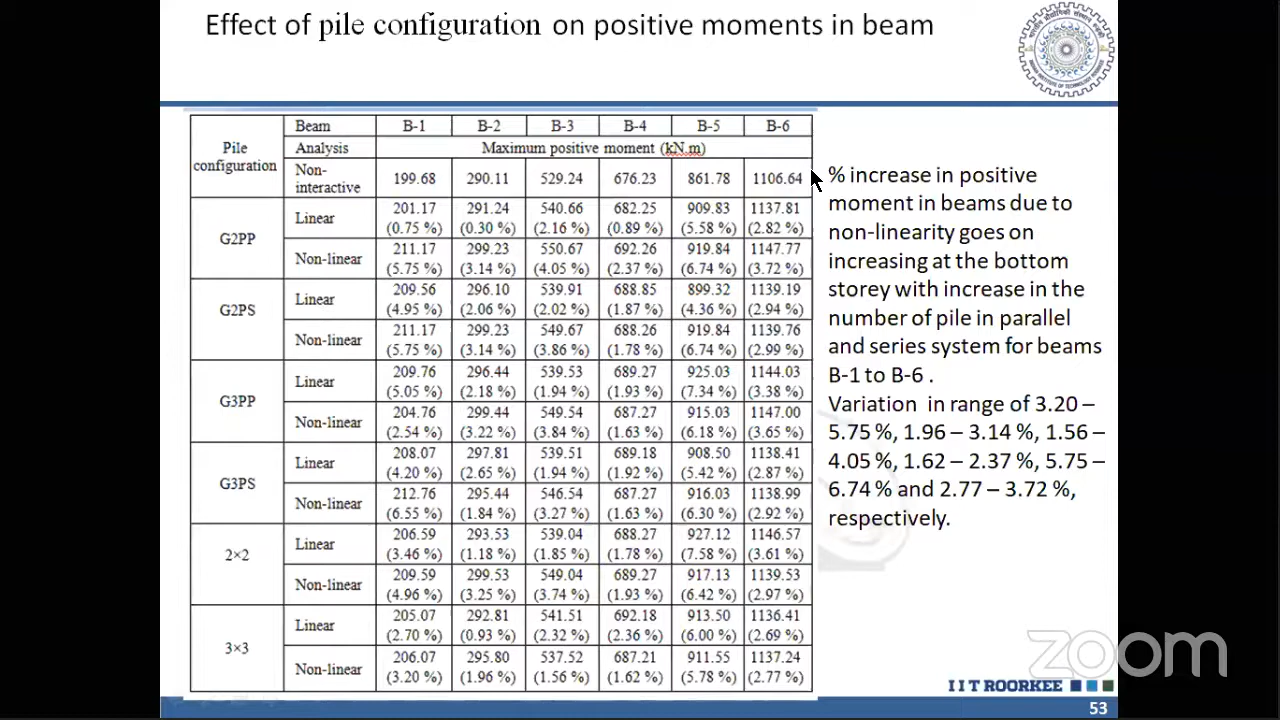 Effect of pile configuration on positive moments in beam
Pile configuration Beam B-1 B-2 B-3 B-4 B-5 B-6
Analysis Maximum positive moment (kN.m)
Non-interactive 199.68 290.11 529.24 676.23 861.78 1106.64
G2PP Linear 201.17 291.24 540.66 682.25 909.83 1137.81
(0.75 %) (0.30 %) (2.16 %) (0.89 %) (5.58 %) (2.82 %)
Non-linear 211.17 299.23 550.67 692.26 919.84 1147.77
(5.75 %) (3.14 %) (4.05 %) (2.37 %) (6.74 %) (3.72 %)
G2PS Linear 209.56 296.10 539.91 688.85 899.32 1139.19
(4.95 %) (2.06 %) (2.02 %) (1.87 %) (4.36 %) (2.94 %)
Non-linear 211.17 299.23 549.67 688.26 919.84 1139.76
(5.75 %) (3.14 %) (3.86 %) (1.78 %) (6.74 %) (2.99 %)
G3PP Linear 209.76 296.44 539.53 689.27 925.03 1144.03
(5.05 %) (2.18 %) (1.94 %) (1.93 %) (7.34 %) (3.38 %)
Non-linear 204.76 299.44 549.54 687.27 915.03 1147.00
(2.54 %) (3.22 %) (3.84 %) (1.63 %) (6.18 %) (3.65 %)
G3PS Linear 208.07 297.81 539.51 689.18 908.50 1138.41
(4.20 %) (2.65 %) (1.94 %) (1.92 %) (5.42 %) (2.87 %)
Non-linear 212.76 295.44 546.54 687.27 916.03 1138.99
(6.55 %) (1.84 %) (3.27 %) (1.63 %) (6.30 %) (2.92 %)
2×2 Linear 206.59 293.53 539.04 688.27 927.12 1146.57
(3.46 %) (1.18 %) (1.85 %) (1.78 %) (7.58 %) (3.61 %)
Non-linear 209.59 299.53 549.04 689.27 917.13 1139.53
(4.96 %) (3.25 %) (3.74 %) (1.93 %) (6.42 %) (2.97 %)
3×3 Linear 205.07 292.81 541.51 692.18 913.50 1136.41
(2.70 %) (0.93 %) (2.32 %) (2.36 %) (6.00 %) (2.69 %)
Non-linear 206.07 295.80 537.52 687.21 911.55 1137.24
(3.20 %) (1.96 %) (1.56 %) (1.62 %) (5.78 %) (2.77 %)
% increase in positive
moment in beams due to
non-linearity goes on
increasing at the bottom
storey with increase in the
number of pile in parallel
and series system for beams
B-1 to B-6 .
Variation in range of 3.20 –
5.75 %, 1.96 – 3.14 %, 1.56 –
4.05 %, 1.62 – 2.37 %, 5.75 –
6.74 % and 2.77 – 3.72 %,
respectively.
zoom
I I T ROORKEE
53